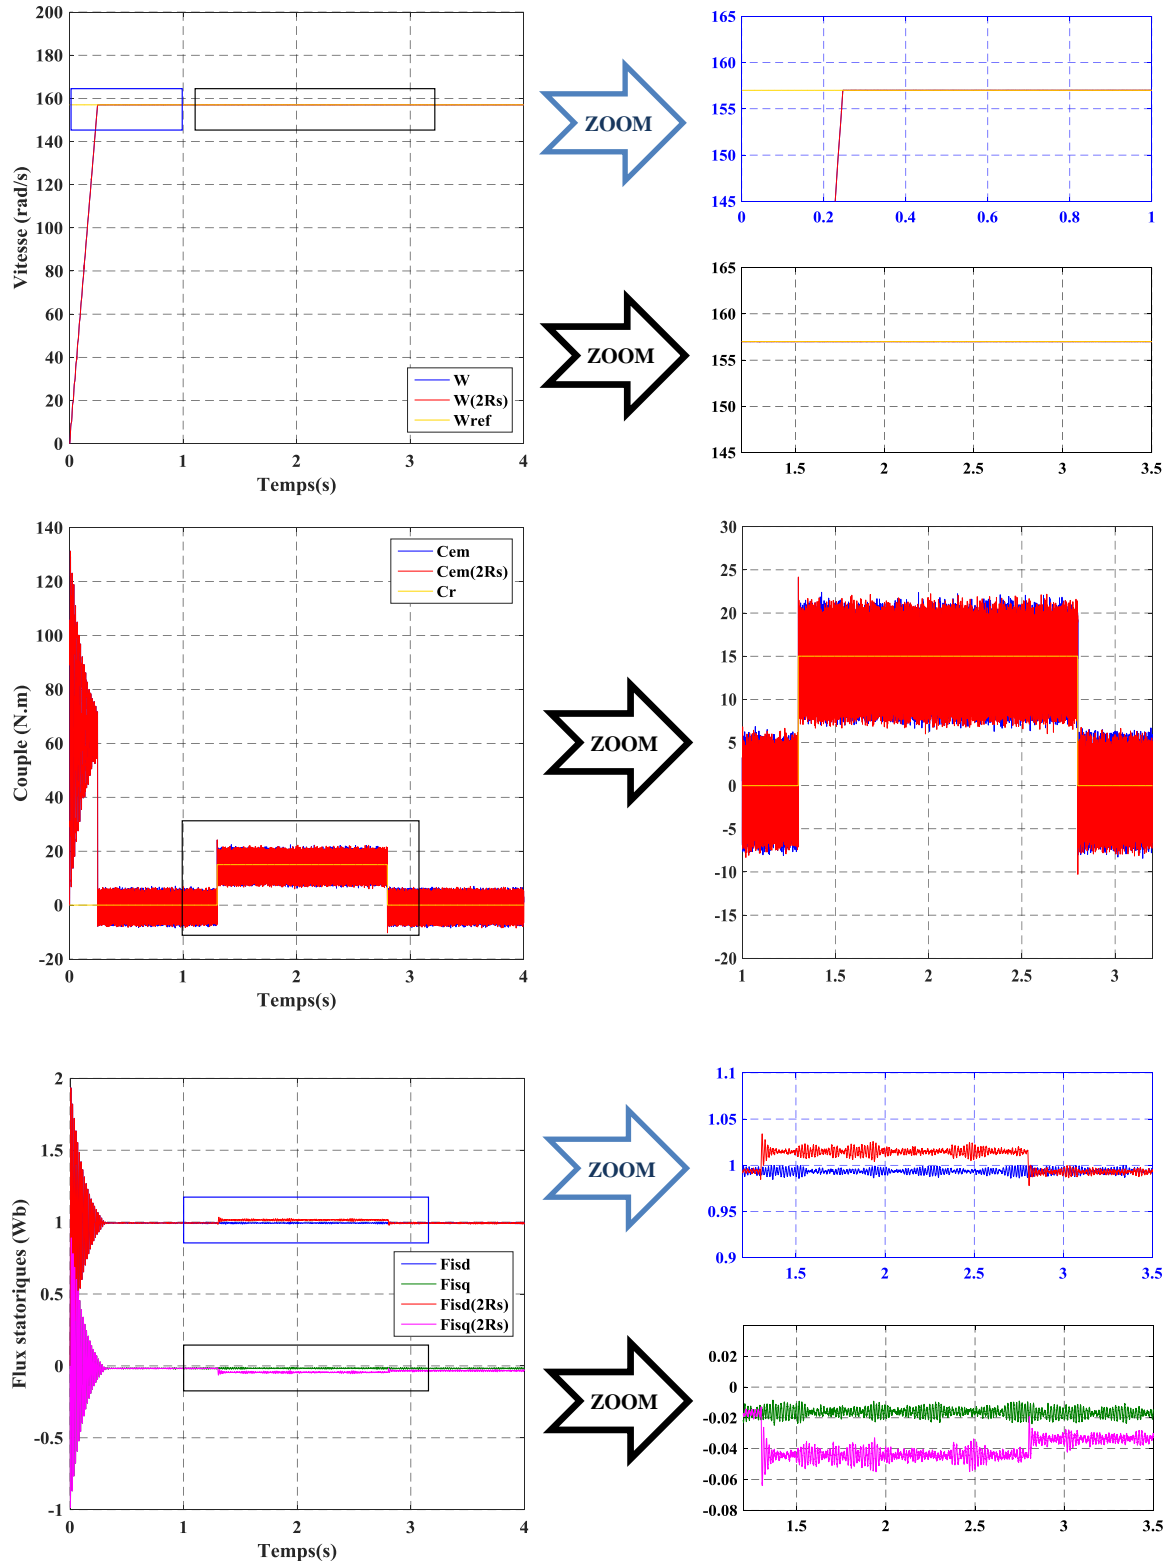 200
180
160
140
120
100
80
60
40
20
0
0 1 2 3 4
Vitesse (rad/s)
Temps(s)
W
W(2Rs)
Wref
ZOOM
165
160
155
150
145
0 0.2 0.4 0.6 0.8 1
ZOOM
165
160
155
150
145
1.5 2 2.5 3 3.5
140
120
100
80
60
40
20
0
-20
0 1 2 3 4
Couple (N.m)
Temps(s)
Cem
Cem(2Rs)
Cr
ZOOM
30
25
20
15
10
5
0
-5
-10
-15
-20
1 1.5 2 2.5 3
2
1.5
1
0.5
0
-0.5
-1
0 1 2 3 4
Flux statoriques (Wb)
Temps(s)
Fisd
Fisq
Fisd(2Rs)
Fisq(2Rs)
ZOOM
1.1
1.05
1
0.95
0.9
1.5 2 2.5 3 3.5
ZOOM
0.02
0
-0.02
-0.04
-0.06
-0.08
1.5 2 2.5 3 3.5